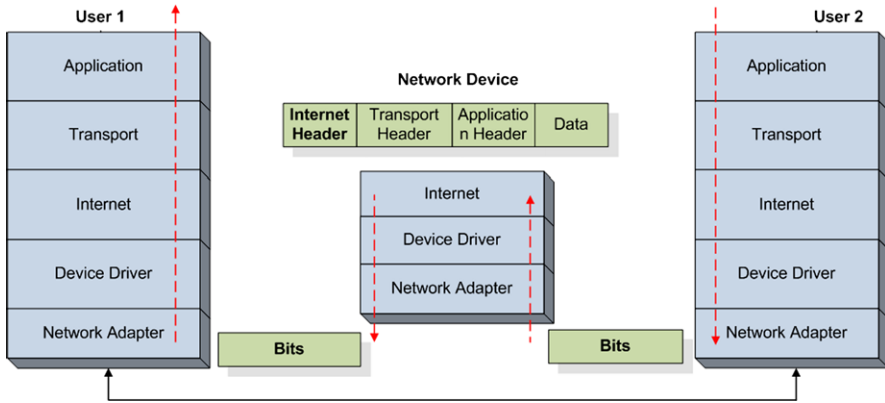 User 1
User 2
Application
Transport
Internet
Device Driver
Network Adapter
Network Device
Internet
Header
Transport
Header
Applicatio
n Header
Data
Internet
Device Driver
Network Adapter
Bits
Bits
Application
Transport
Internet
Device Driver
Network Adapter